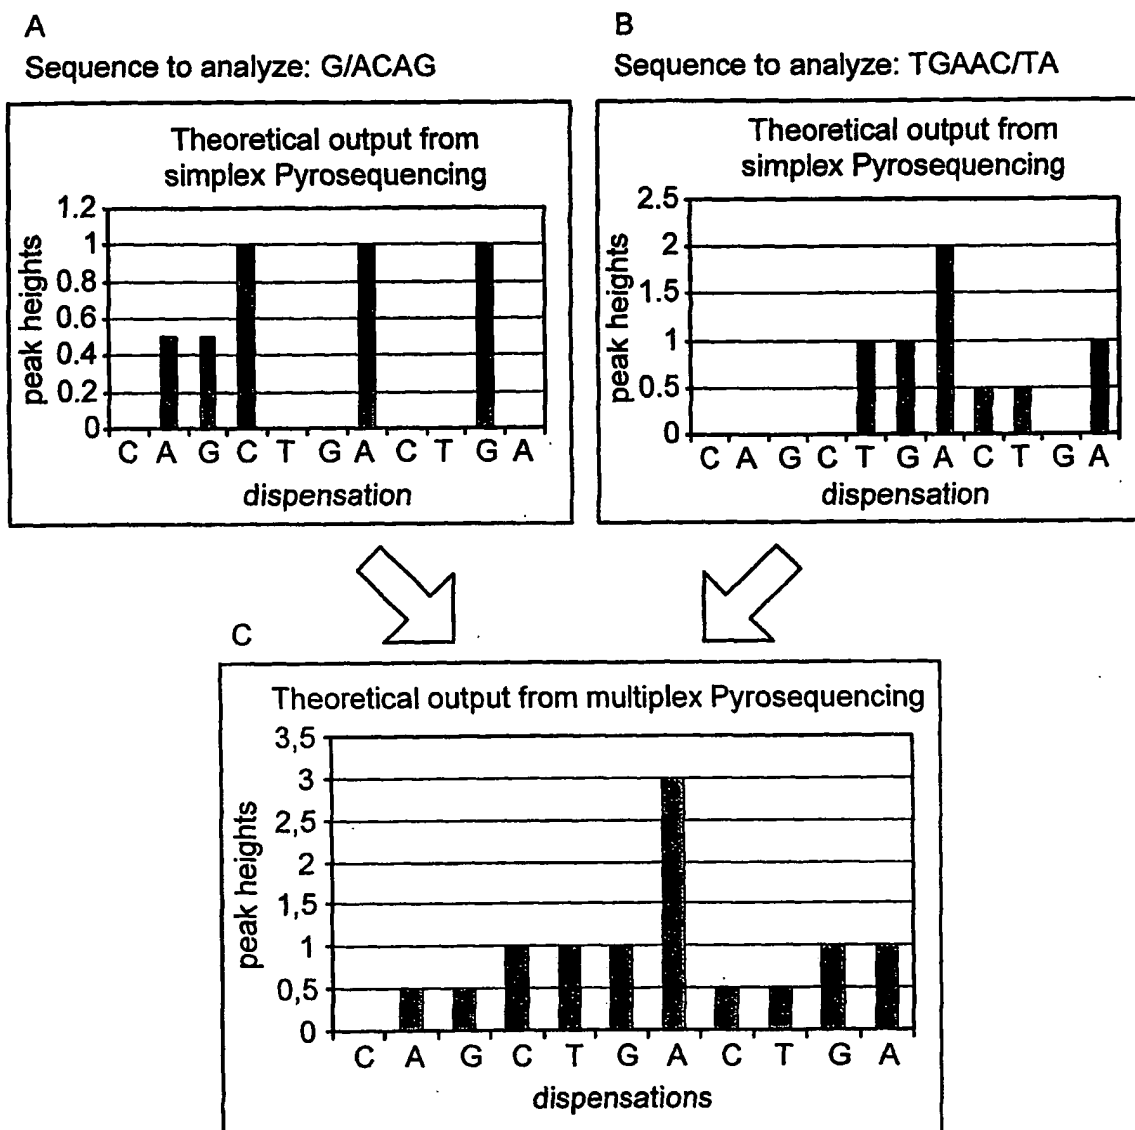 A
Sequence to analyze: G/ACAG
Theoretical output from
simplex Pyrosequencing
1.2
1
0.8
0.6
0.4
0.2
0
peak heights
C A G C T G A C T G A
dispensation
B
Sequence to analyze: TGAAC/TA
Theoretical output from
simplex Pyrosequencing
2.5
2
1.5
1
0.5
0
peak heights
C A G C T G A C T G A
dispensation
C
Theoretical output from multiplex Pyrosequencing
3,5
3
2,5
2
1,5
1
0,5
0
peak heights
C A G C T G A C T G A
dispensations